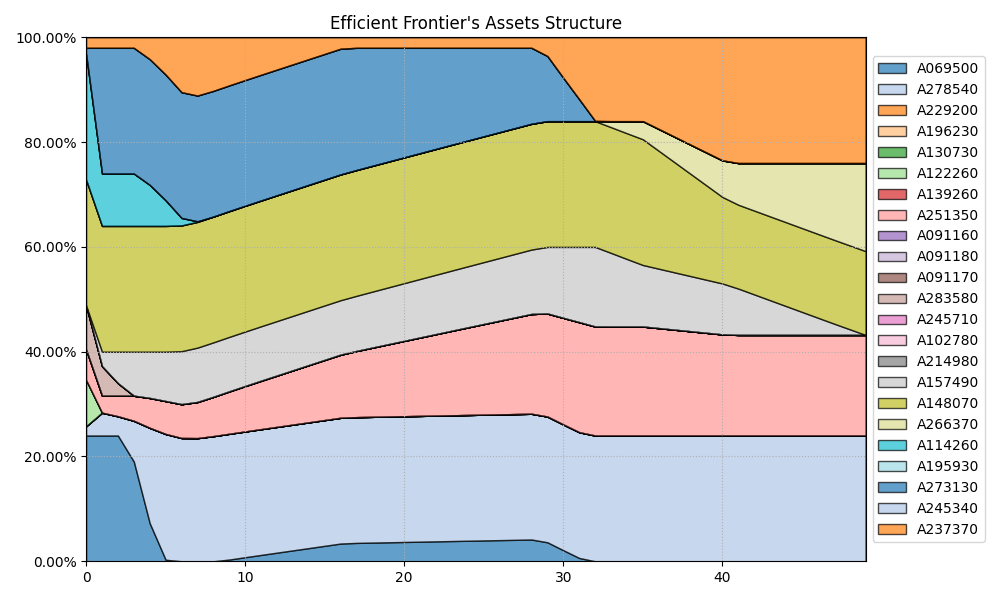 Efficient Frontier's Assets Structure
100.00%
80.00%
60.00%
40.00%
20.00%
0.00%
0
10
20
30
40
A069500
A278540
A229200
A196230
A130730
A122260
A139260
A251350
A091160
A091180
A091170
A283580
A245710
A102780
A214980
A157490
A148070
A266370
A114260
A195930
A273130
A245340
A237370